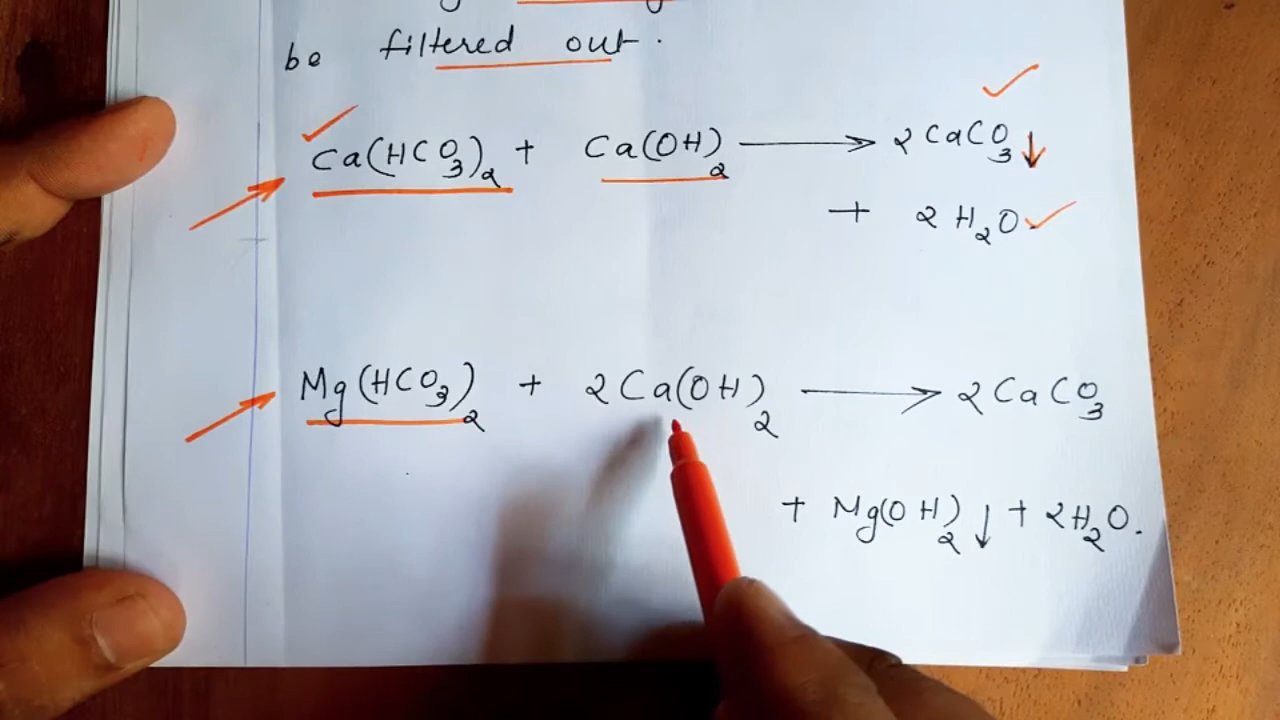 be filtered out.
Ca(HCO₃)₂ + Ca(OH)₂ ⟶ 2CaCO₃↓
+ 2H₂O
Mg(HCO₃)₂ + 2Ca(OH)₂ ⟶ 2CaCO₃
+ Mg(OH)₂↓ + 2H₂O.